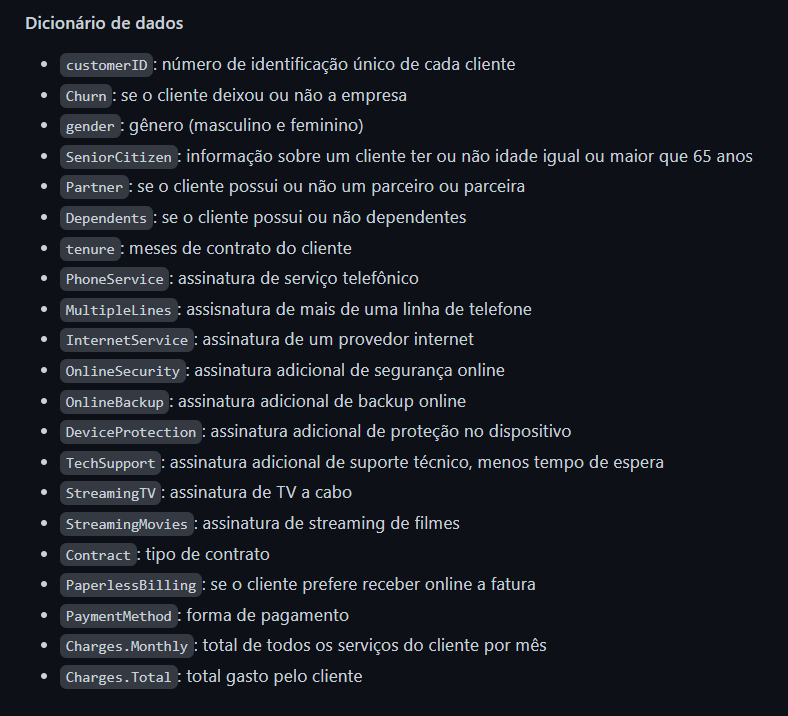 Dicionário de dados
customerID: número de identificação único de cada cliente
Churn: se o cliente deixou ou não a empresa
gender: gênero (masculino e feminino)
SeniorCitizen: informação sobre um cliente ter ou não idade igual ou maior que 65 anos
Partner: se o cliente possui ou não um parceiro ou parceira
Dependents: se o cliente possui ou não dependentes
tenure: meses de contrato do cliente
PhoneService: assinatura de serviço telefônico
MultipleLines: assisnatura de mais de uma linha de telefone
InternetService: assinatura de um provedor internet
OnlineSecurity: assinatura adicional de segurança online
OnlineBackup: assinatura adicional de backup online
DeviceProtection: assinatura adicional de proteção no dispositivo
TechSupport: assinatura adicional de suporte técnico, menos tempo de espera
StreamingTV: assinatura de TV a cabo
StreamingMovies: assinatura de streaming de filmes
Contract: tipo de contrato
PaperlessBilling: se o cliente prefere receber online a fatura
PaymentMethod: forma de pagamento
Charges.Monthly: total de todos os serviços do cliente por mês
Charges.Total: total gasto pelo cliente